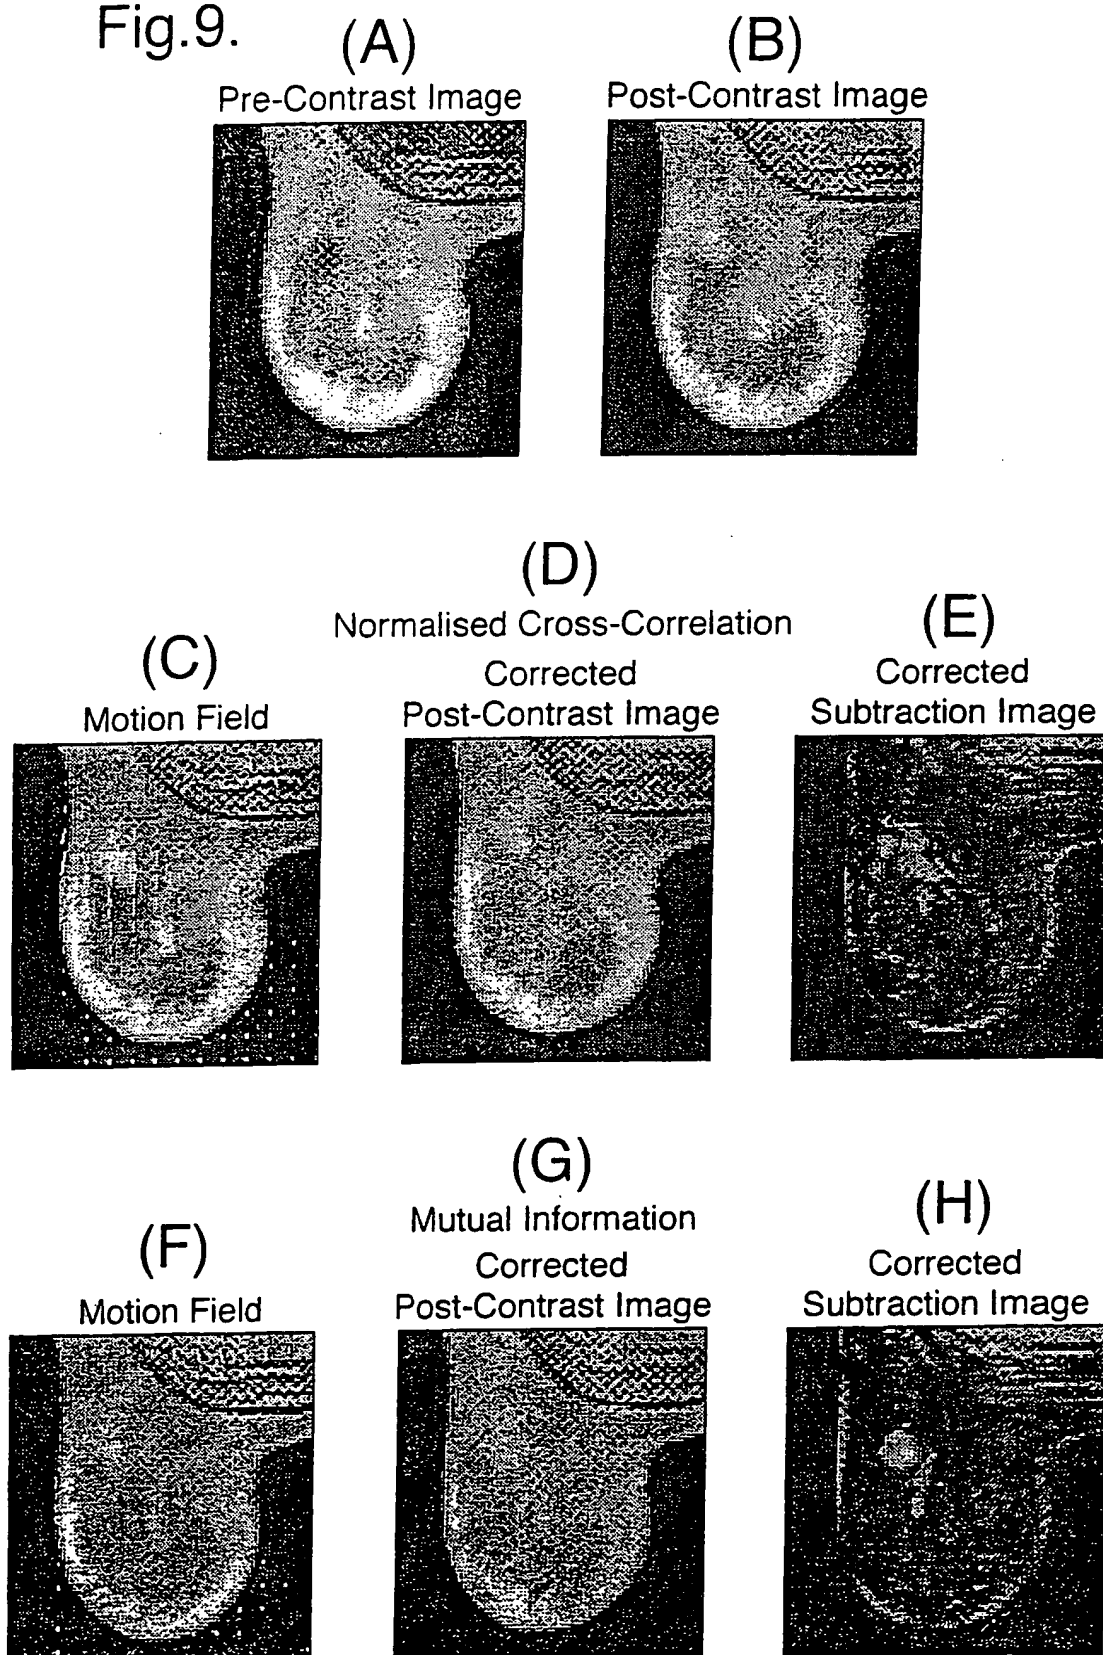 Fig.9.
(A)
Pre-Contrast Image
(B)
Post-Contrast Image
(D)
Normalised Cross-Correlation
(C)
Motion Field
Corrected
Post-Contrast Image
(E)
Corrected
Subtraction Image
(G)
Mutual Information
(F)
Motion Field
Corrected
Post-Contrast Image
(H)
Corrected
Subtraction Image